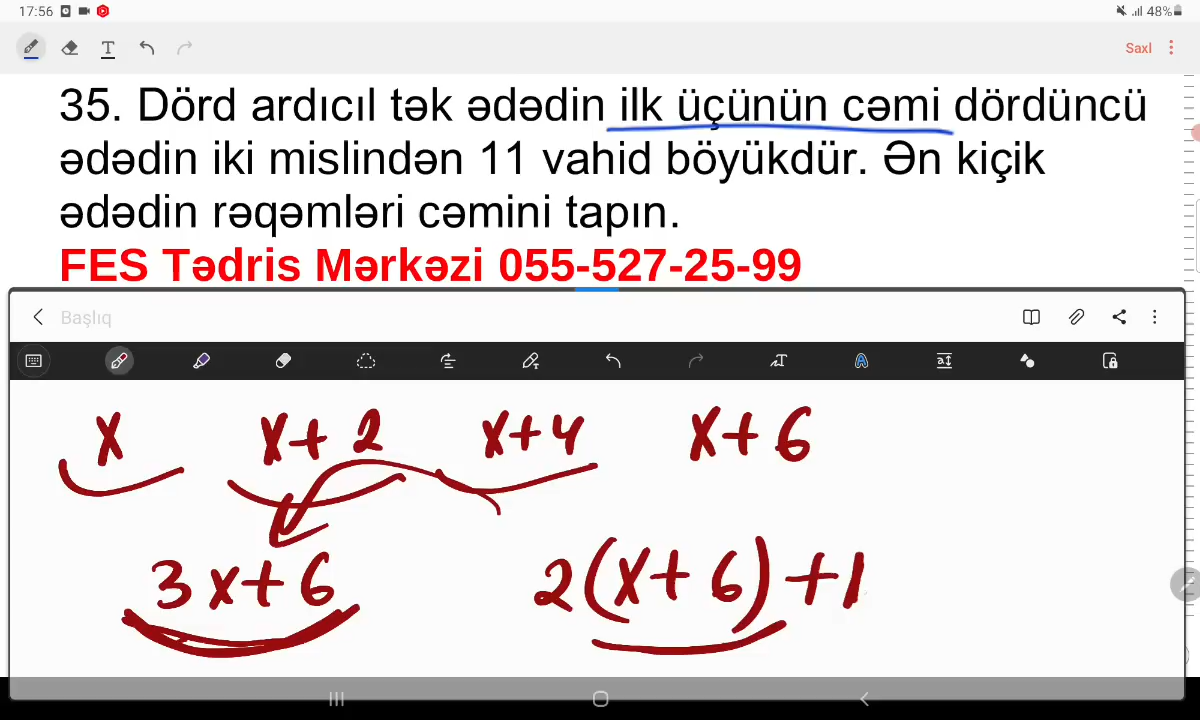 17:56 48%
Saxl
35. Dörd ardıcıl tək ədədin ilk üçünün cəmi dördüncü
ədədin iki mislindən 11 vahid böyükdür. Ən kiçik
ədədin rəqəmləri cəmini tapın.
FES Tədris Mərkəzi 055-527-25-99
Başlıq
x x+2 x+4 x+6
3x+6 2(x+6)+1